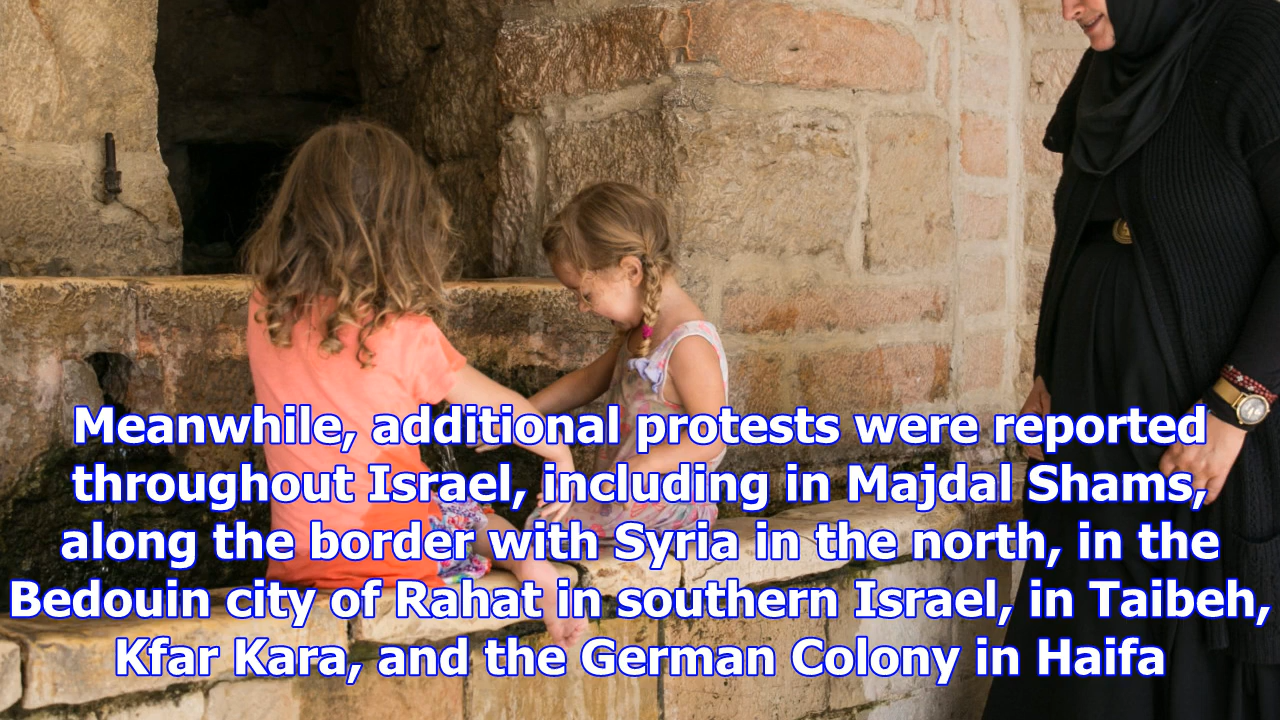 Meanwhile, additional protests were reported
throughout Israel, including in Majdal Shams,
along the border with Syria in the north, in the
Bedouin city of Rahat in southern Israel, in Taibeh,
Kfar Kara, and the German Colony in Haifa